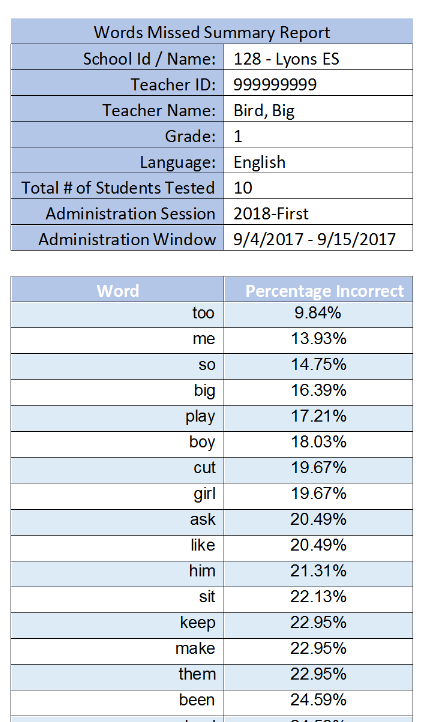 Words Missed Summary Report
School Id / Name: 128 - Lyons ES
Teacher ID: 999999999
Teacher Name: Bird, Big
Grade: 1
Language: English
Total # of Students Tested 10
Administration Session 2018-First
Administration Window 9/4/2017 - 9/15/2017
Word Percentage Incorrect
too 9.84%
me 13.93%
so 14.75%
big 16.39%
play 17.21%
boy 18.03%
cut 19.67%
girl 19.67%
ask 20.49%
like 20.49%
him 21.31%
sit 22.13%
keep 22.95%
make 22.95%
them 22.95%
been 24.59%